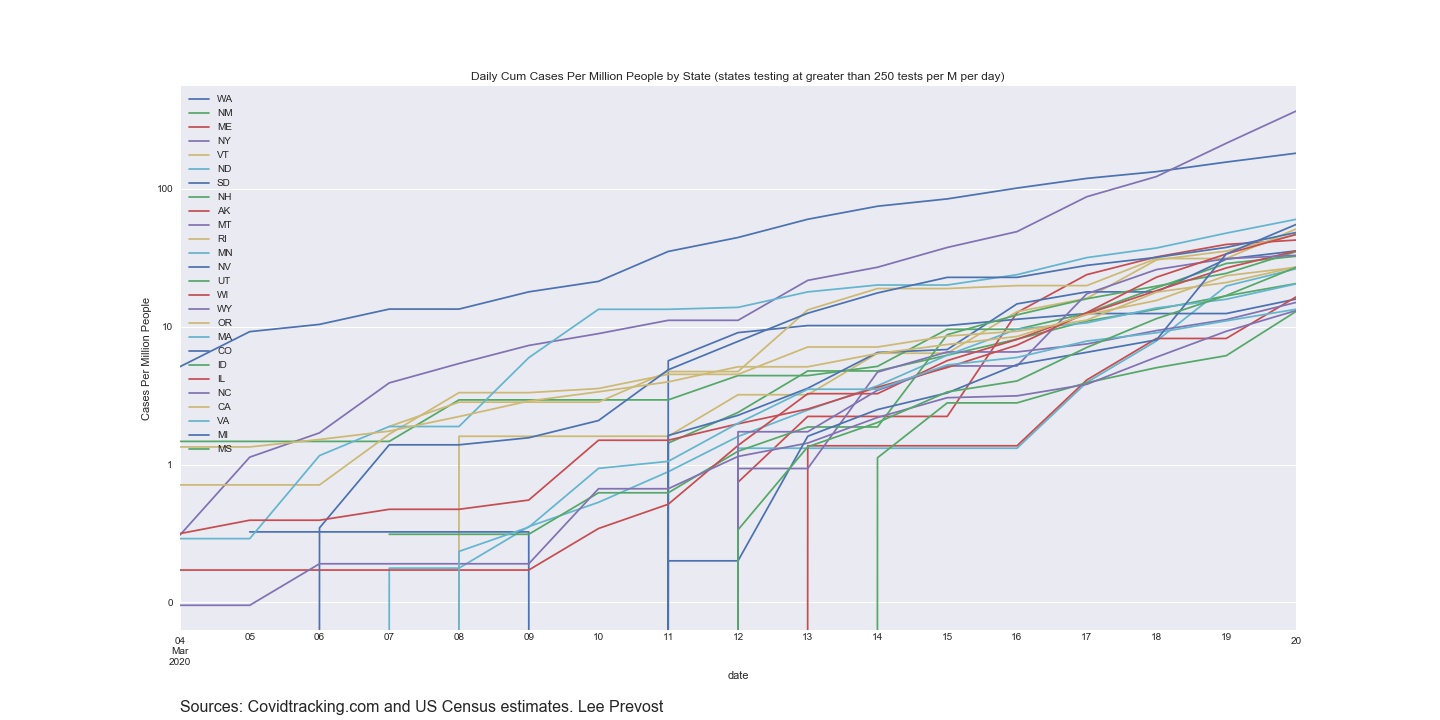 Daily Cum Cases Per Million People by State (states testing at greater than 250 tests per M per day)
WA
NM
ME
NY
VT
ND
SD
NH
AK
MT
RI
MN
NV
UT
WI
WY
OR
MA
CO
ID
IL
NC
CA
VA
MI
MS
Cases Per Million People
100
10
1
0
04
Mar
2020
05
06
07
08
09
10
11
12
13
14
15
16
17
18
19
20
date
Sources: Covidtracking.com and US Census estimates. Lee Prevost